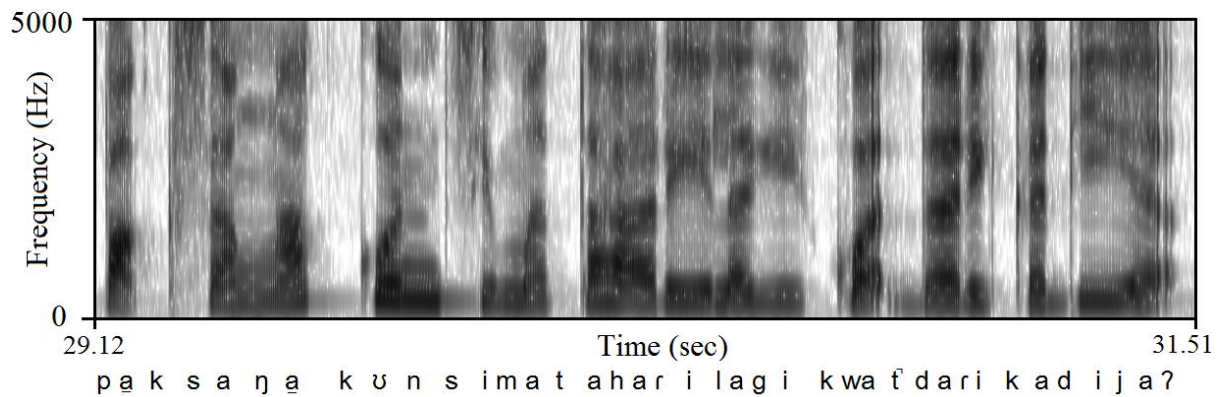 5000
Frequency (Hz)
0
29.12 Time (sec) 31.51
p a̠ k s a ŋ a̠ k ʊ n s i m a t a h a ɾ i l a g i k w a t̚ d a ɾ i k a d i j a ʔ